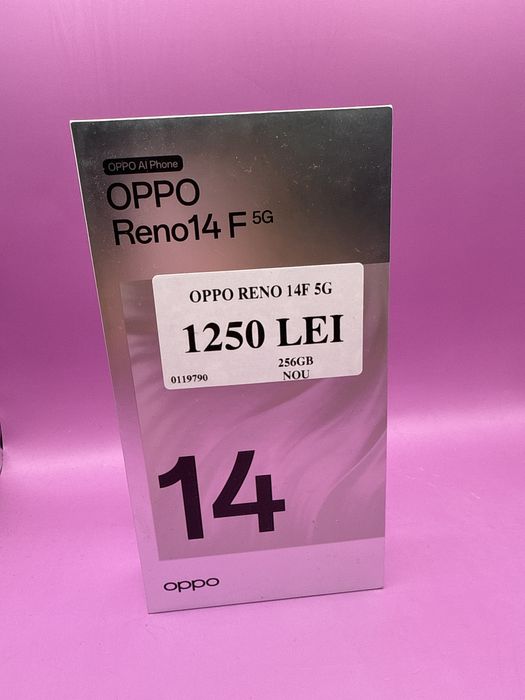 OPPO AI Phone
OPPO
Reno14 F 5G
OPPO RENO 14F 5G
1250 LEI
256GB
0119790 NOU
14
oppo